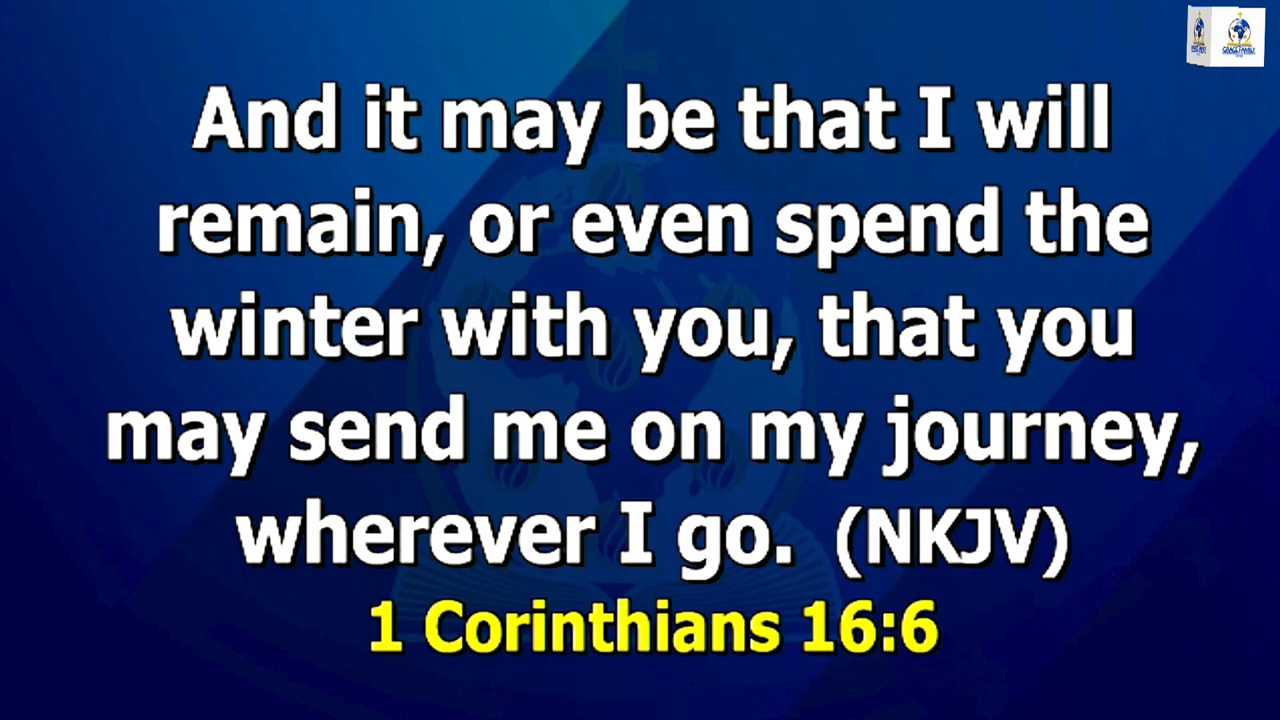 And it may be that I will
remain, or even spend the
winter with you, that you
may send me on my journey,
wherever I go. (NKJV)
1 Corinthians 16:6